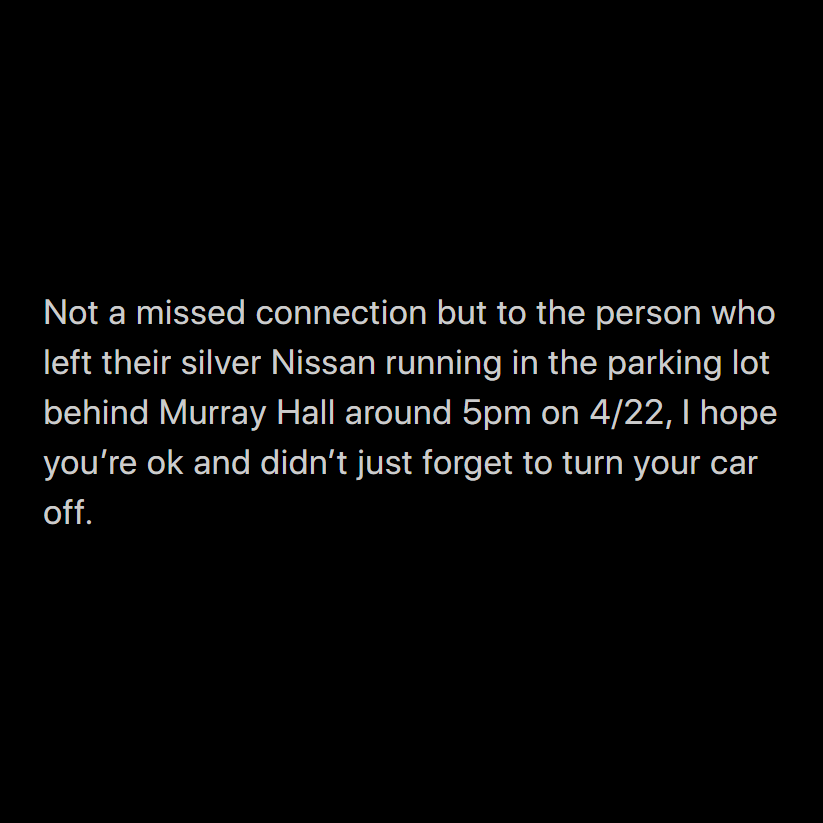 Not a missed connection but to the person who
left their silver Nissan running in the parking lot
behind Murray Hall around 5pm on 4/22, I hope
you’re ok and didn’t just forget to turn your car
off.